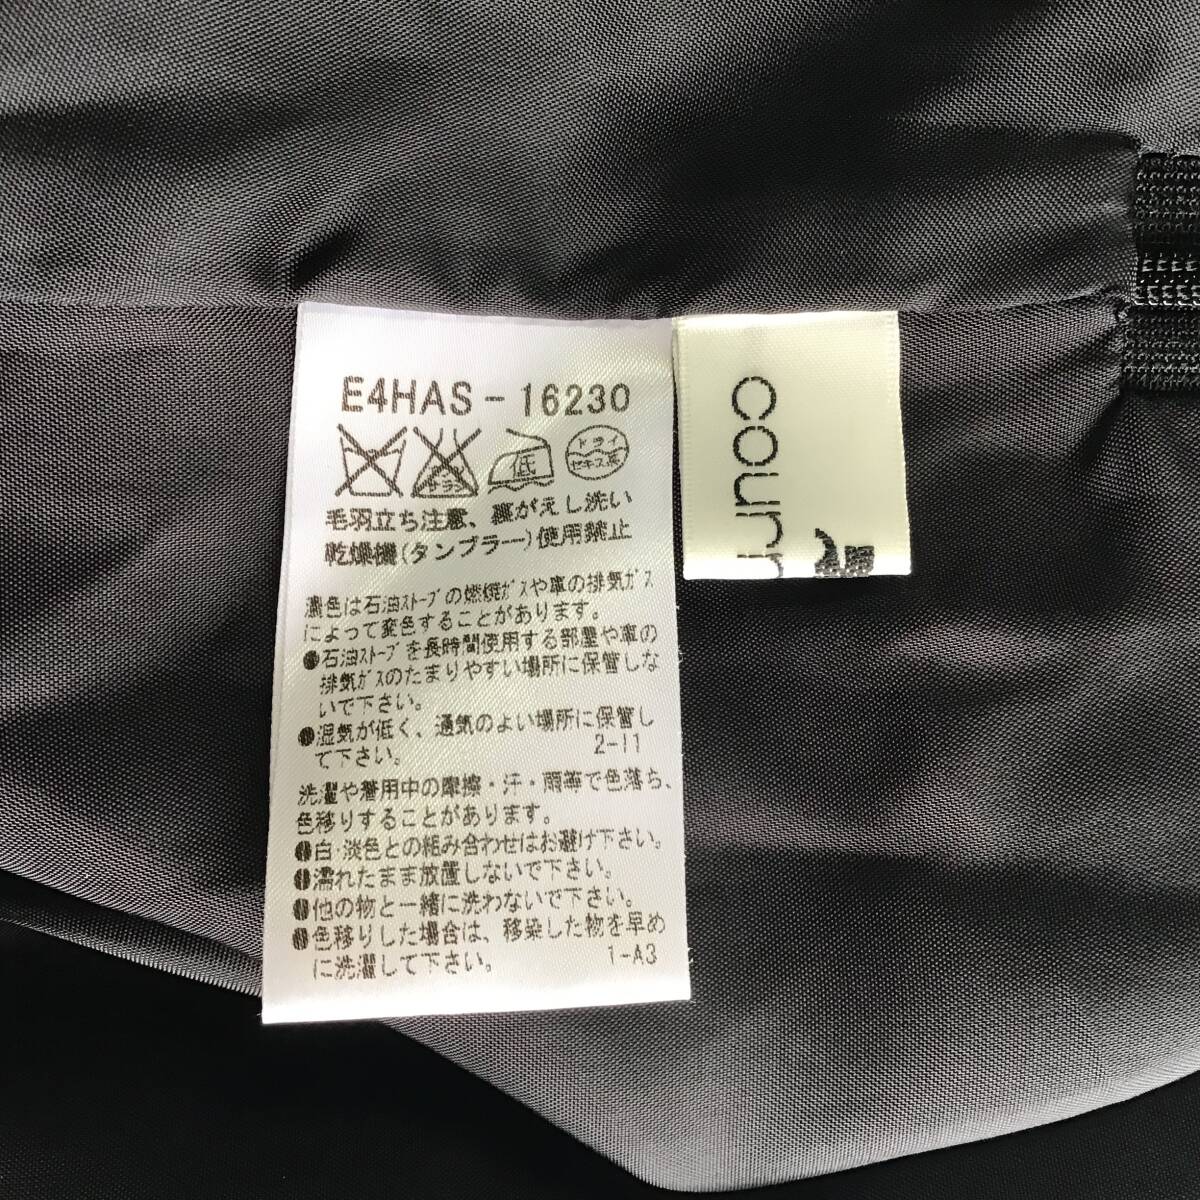 E4HAS-16230
サラシ
低
ドライ
セキユ系
毛羽立ち注意、裏がえし洗い
乾燥機(タンブラー)使用禁止
濃色は石油ストーブの燃焼ガスや車の排気ガス
によって変色することがあります。
●石油ストーブを長時間使用する部屋や車の
排気ガスのたまりやすい場所に保管しな
いで下さい。
●湿気が低く、通気のよい場所に保管し
て下さい。 2-11
洗濯や着用中の摩擦・汗・雨等で色落ち、
色移りすることがあります。
●白・淡色との組み合わせはお避け下さい。
●濡れたまま放置しないで下さい。
●他の物と一緒に洗わないで下さい。
●色移りした場合は、移染した物を早め
に洗濯して下さい。 1-A3